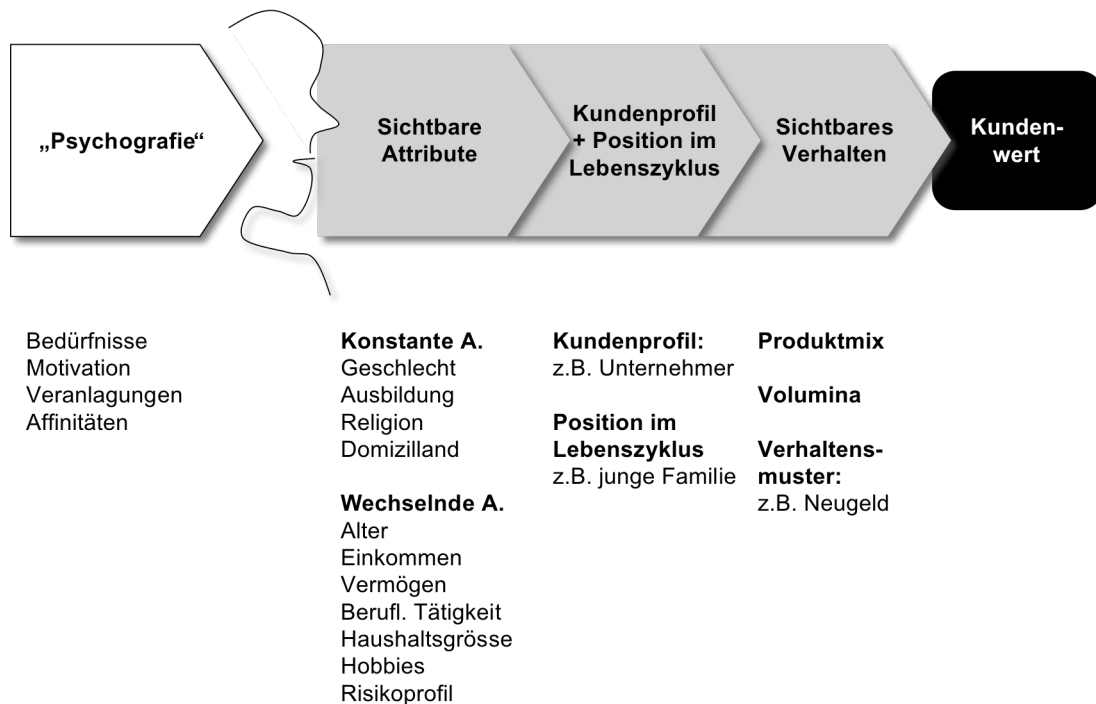 „Psychografie“
Sichtbare
Attribute
Kundenprofil
+ Position im
Lebenszyklus
Sichtbares
Verhalten
Kunden-
wert
Bedürfnisse
Motivation
Veranlagungen
Affinitäten
Konstante A.
Geschlecht
Ausbildung
Religion
Domizilland
Wechselnde A.
Alter
Einkommen
Vermögen
Berufl. Tätigkeit
Haushaltsgrösse
Hobbies
Risikoprofil
Kundenprofil:
z.B. Unternehmer
Position im
Lebenszyklus
z.B. junge Familie
Produktmix
Volumina
Verhaltens-
muster:
z.B. Neugeld